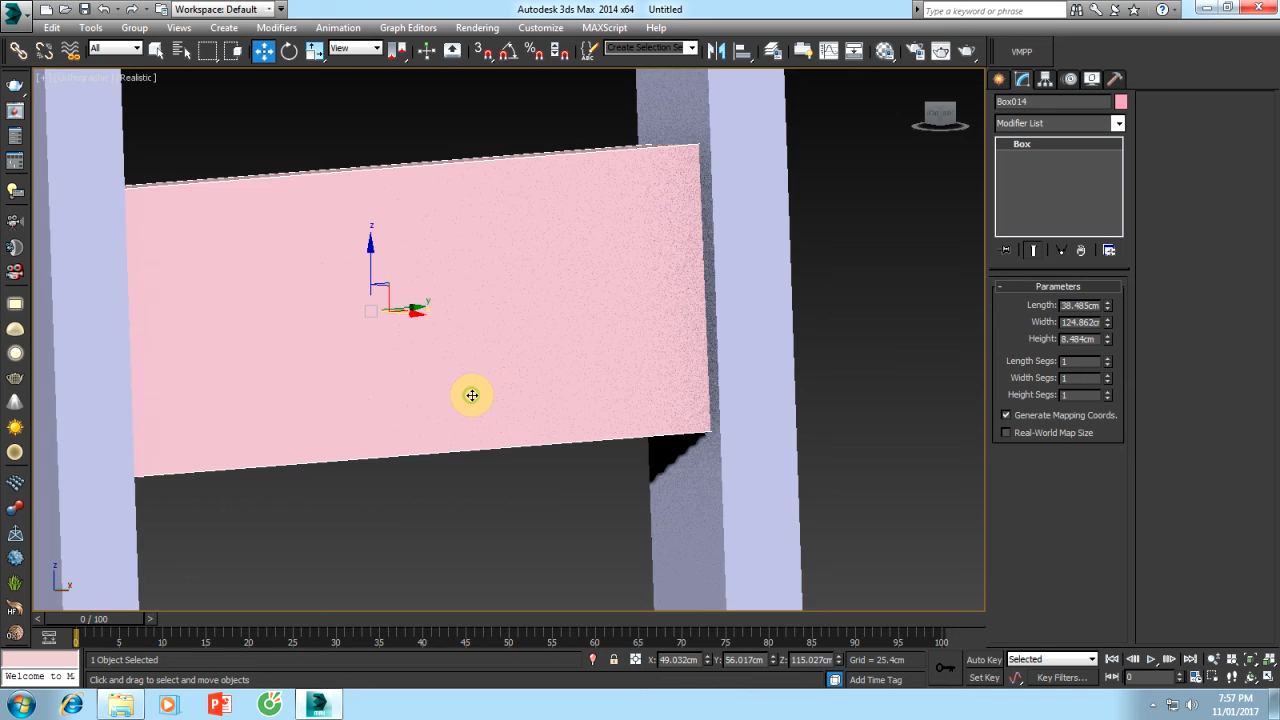 Workspace: Default
Autodesk 3ds Max 2014 x64 Untitled
Type a keyword or phrase
Edit Tools Group Views Create Modifiers Animation Graph Editors Rendering Customize MAXScript Help
All View Create Selection Se VMPP
[ + ] [ Orthographic ] [ Realistic ]
Box014
Modifier List
Box
z
y
Parameters
Length: 38.485cm
Width: 124.862c
Height: 8.484cm
Length Segs: 1
Width Segs: 1
Height Segs: 1
Generate Mapping Coords.
Real-World Map Size
HF
z
x
0 / 100
0 5 10 15 20 25 30 35 40 45 50 55 60 65 70 75 80 85 90 95 100
1 Object Selected X: 49.032cm Y: 56.017cm Z: 115.027cm Grid = 25.4cm Auto Key Selected
Welcome to M Click and drag to select and move objects Add Time Tag Set Key Key Filters... 0
7:57 PM
11/01/2017